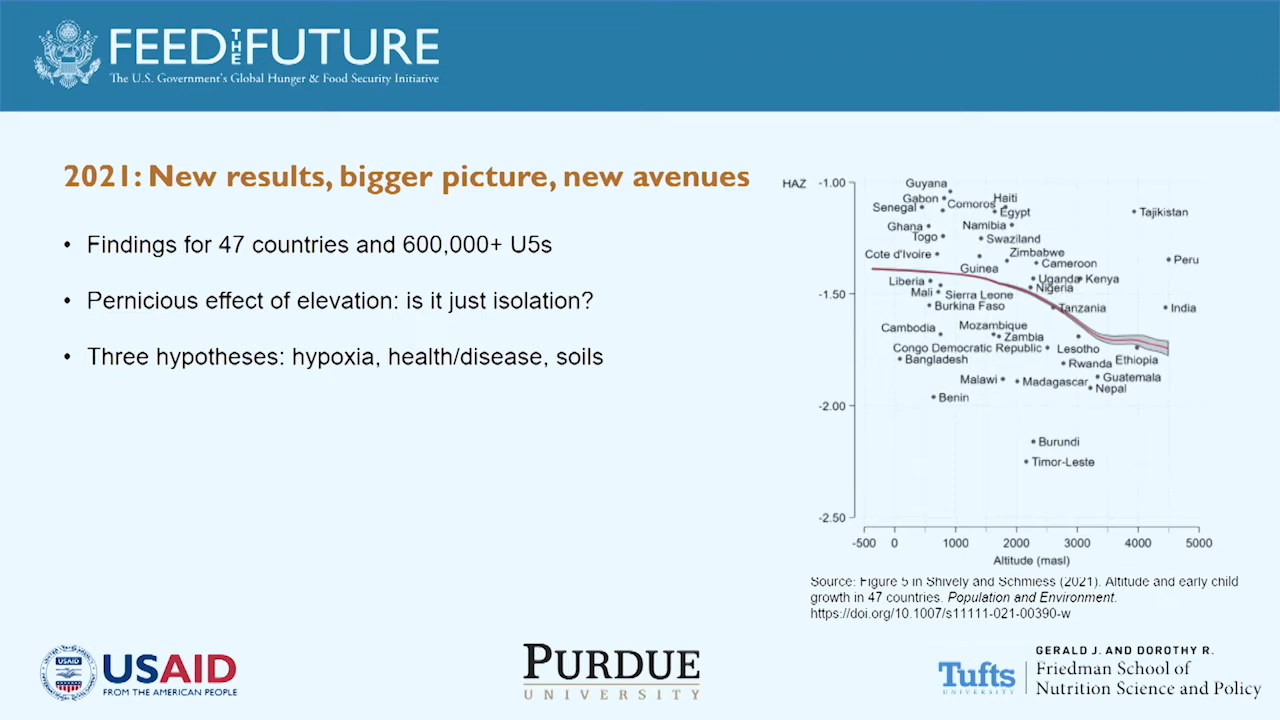 FEED THE FUTURE
The U.S. Government's Global Hunger & Food Security Initiative
2021: New results, bigger picture, new avenues
• Findings for 47 countries and 600,000+ U5s
• Pernicious effect of elevation: is it just isolation?
• Three hypotheses: hypoxia, health/disease, soils
HAZ
-1.00
-1.50
-2.00
-2.50
Guyana
Gabon
Comoros
Haiti
Senegal
Egypt
Tajikistan
Ghana
Namibia
Togo
Swaziland
Cote d'Ivoire
Zimbabwe
Guinea
Cameroon
Peru
Liberia
Uganda
Kenya
Mali
Sierra Leone
Nigeria
Burkina Faso
Tanzania
India
Cambodia
Mozambique
Zambia
Congo Democratic Republic
Lesotho
Bangladesh
Rwanda
Ethiopia
Malawi
Madagascar
Guatemala
Nepal
Benin
Burundi
Timor-Leste
-500 0 1000 2000 3000 4000 5000
Altitude (masl)
Source: Figure 5 in Shively and Schmiess (2021). Altitude and early child
growth in 47 countries. Population and Environment.
https://doi.org/10.1007/s11111-021-00390-w
USAID
USAID
FROM THE AMERICAN PEOPLE
PURDUE
UNIVERSITY
Tufts
UNIVERSITY
GERALD J. AND DOROTHY R.
Friedman School of
Nutrition Science and Policy